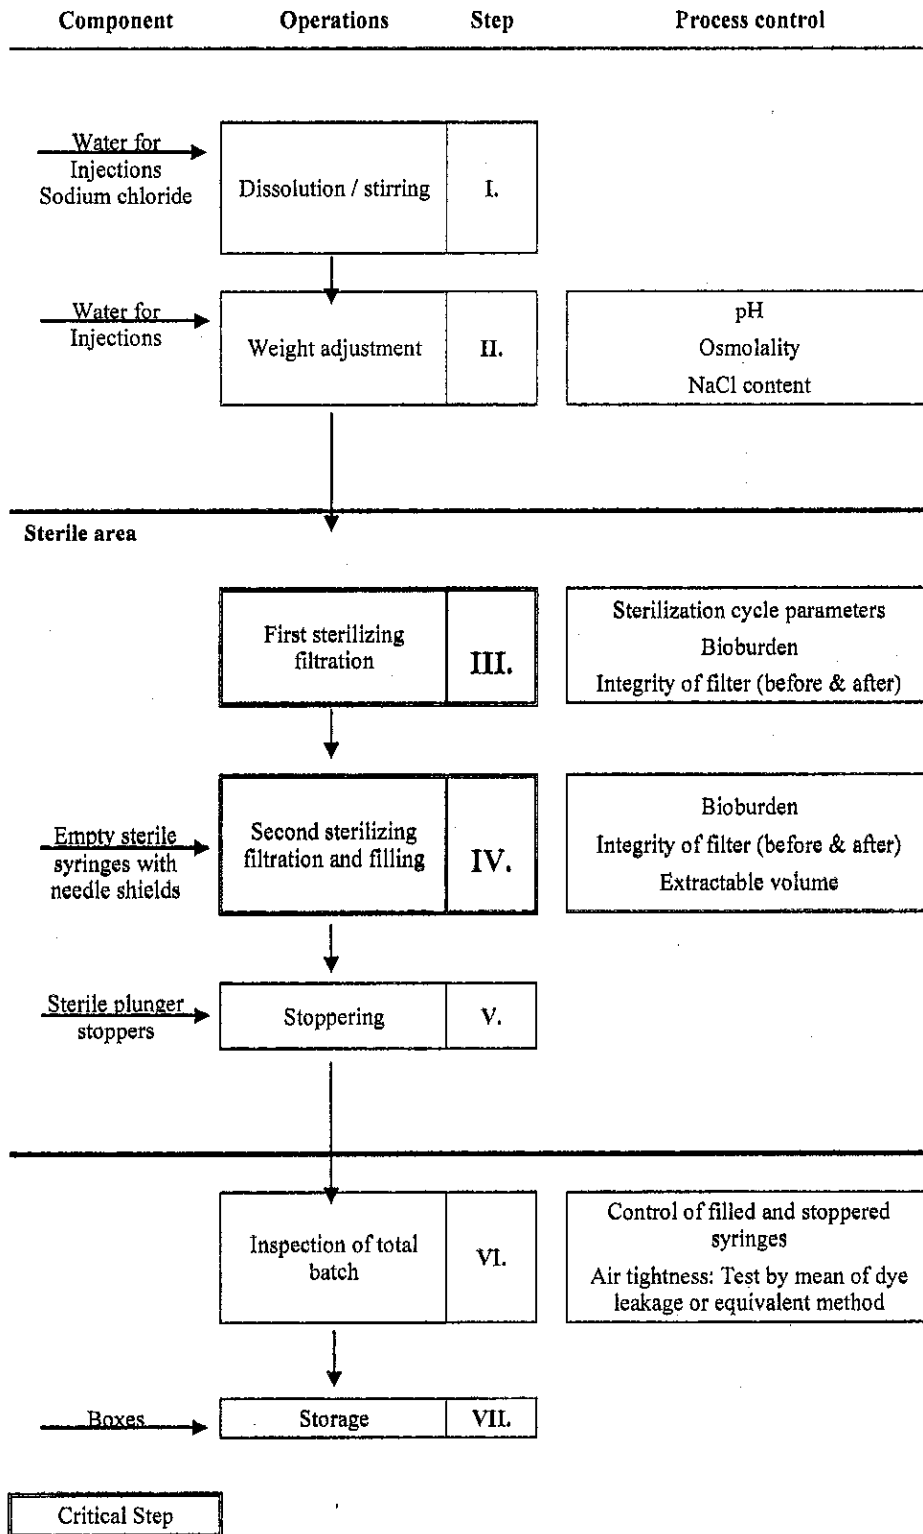 Component Operations Step Process control
Water for
Injections
Sodium chloride
Dissolution / stirring
I.
Water for
Injections
Weight adjustment
II.
pH
Osmolality
NaCl content
Sterile area
First sterilizing
filtration
III.
Sterilization cycle parameters
Bioburden
Integrity of filter (before & after)
Empty sterile
syringes with
needle shields
Second sterilizing
filtration and filling
IV.
Bioburden
Integrity of filter (before & after)
Extractable volume
Sterile plunger
stoppers
Stoppering
V.
Inspection of total
batch
VI.
Control of filled and stoppered
syringes
Air tightness: Test by mean of dye
leakage or equivalent method
Boxes
Storage
VII.
Critical Step